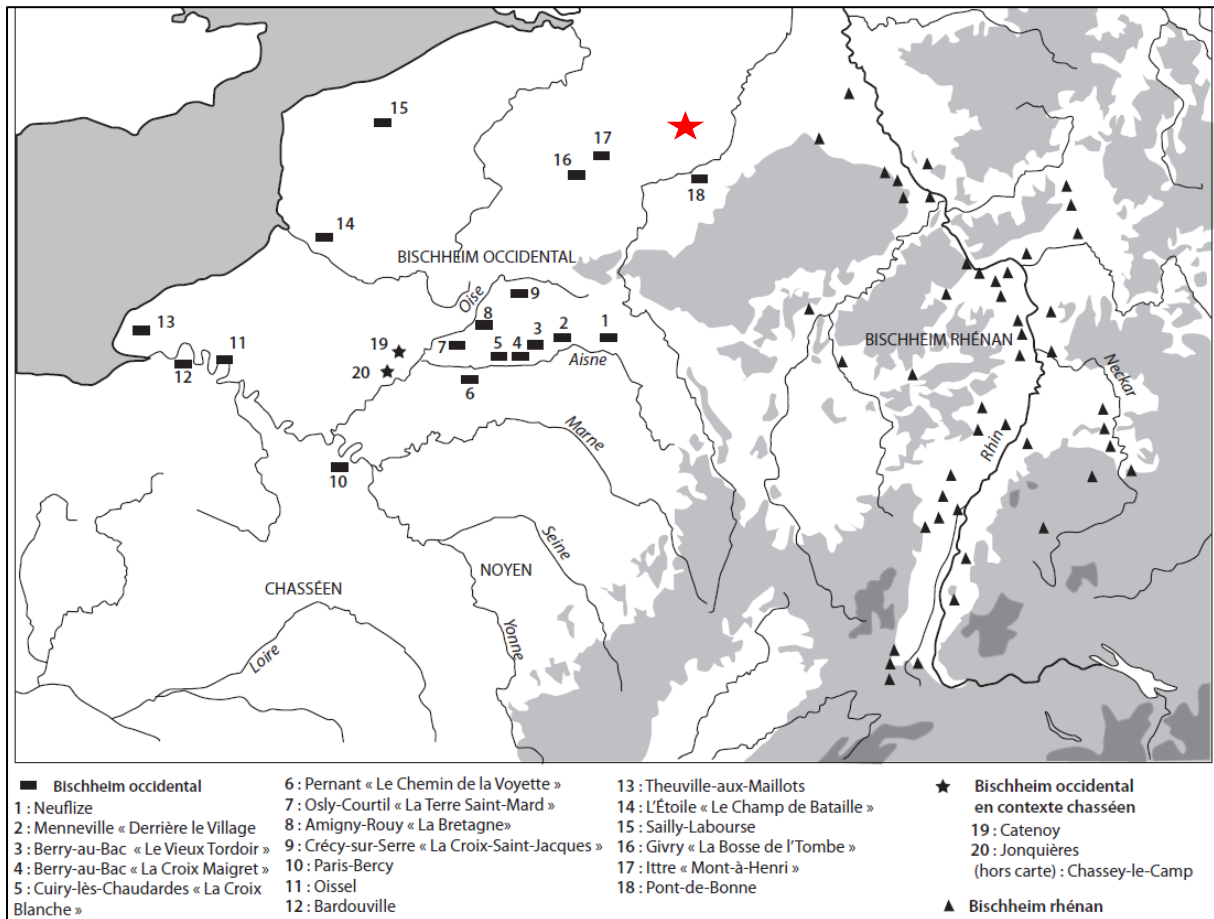 15
17
16
18
14
BISCHHEIM OCCIDENTAL
Oise
9
13
8
3
2
1
11
19
7
5
4
BISCHHEIM RHÉNAN
12
20
Aisne
6
Neckar
Marne
Rhin
10
Seine
NOYEN
CHASSÉEN
Yonne
Loire
Bischheim occidental
1 : Neuflize
2 : Menneville « Derrière le Village
3 : Berry-au-Bac « Le Vieux Tordoir »
4 : Berry-au-Bac « La Croix Maigret »
5 : Cuiry-lès-Chaudardes « La Croix
Blanche »
6 : Pernant « Le Chemin de la Voyette »
7 : Osly-Courtil « La Terre Saint-Mard »
8 : Amigny-Rouy « La Bretagne»
9 : Crécy-sur-Serre « La Croix-Saint-Jacques »
10 : Paris-Bercy
11 : Oissel
12 : Bardouville
13 : Theuville-aux-Maillots
14 : L’Étoile « Le Champ de Bataille »
15 : Sailly-Labourse
16 : Givry « La Bosse de l’Tombe »
17 : Ittre « Mont-à-Henri »
18 : Pont-de-Bonne
Bischheim occidental
en contexte chasséen
19 : Catenoy
20 : Jonquières
(hors carte) : Chassey-le-Camp
Bischheim rhénan